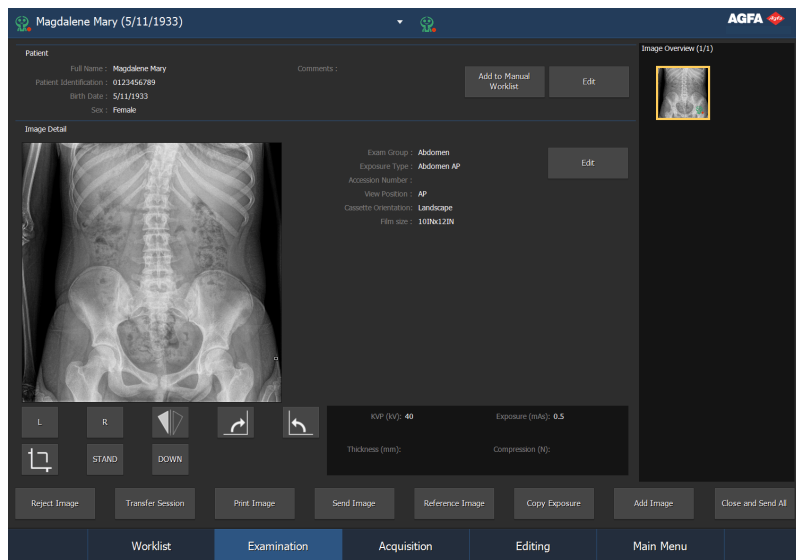 Magdalene Mary (5/11/1933)
AGFA
Patient
Full Name : Magdalene Mary
Patient Identification : 0123456789
Birth Date : 5/11/1933
Sex : Female
Comments :
Add to Manual
Worklist
Edit
Image Overview (1/1)
Image Detail
Exam Group : Abdomen
Exposure Type : Abdomen AP
Accession Number :
View Position : AP
Cassette Orientation: Landscape
Film size : 10INx12IN
Edit
L
R
STAND
DOWN
KVP (kV): 40
Exposure (mAs): 0.5
Thickness (mm):
Compression (N):
Reject Image
Transfer Session
Print Image
Send Image
Reference Image
Copy Exposure
Add Image
Close and Send All
Worklist
Examination
Acquisition
Editing
Main Menu